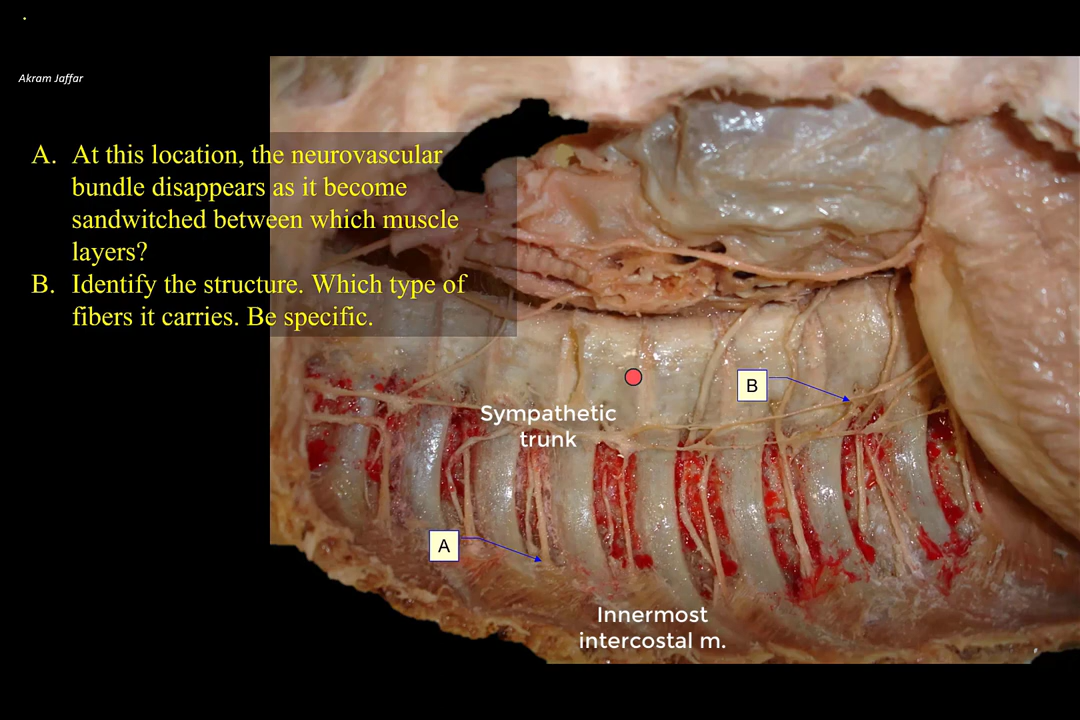 .
Akram Jaffar
A. At this location, the neurovascular
bundle disappears as it become
sandwitched between which muscle
layers?
B. Identify the structure. Which type of
fibers it carries. Be specific.
B
Sympathetic
trunk
A
Innermost
intercostal m.